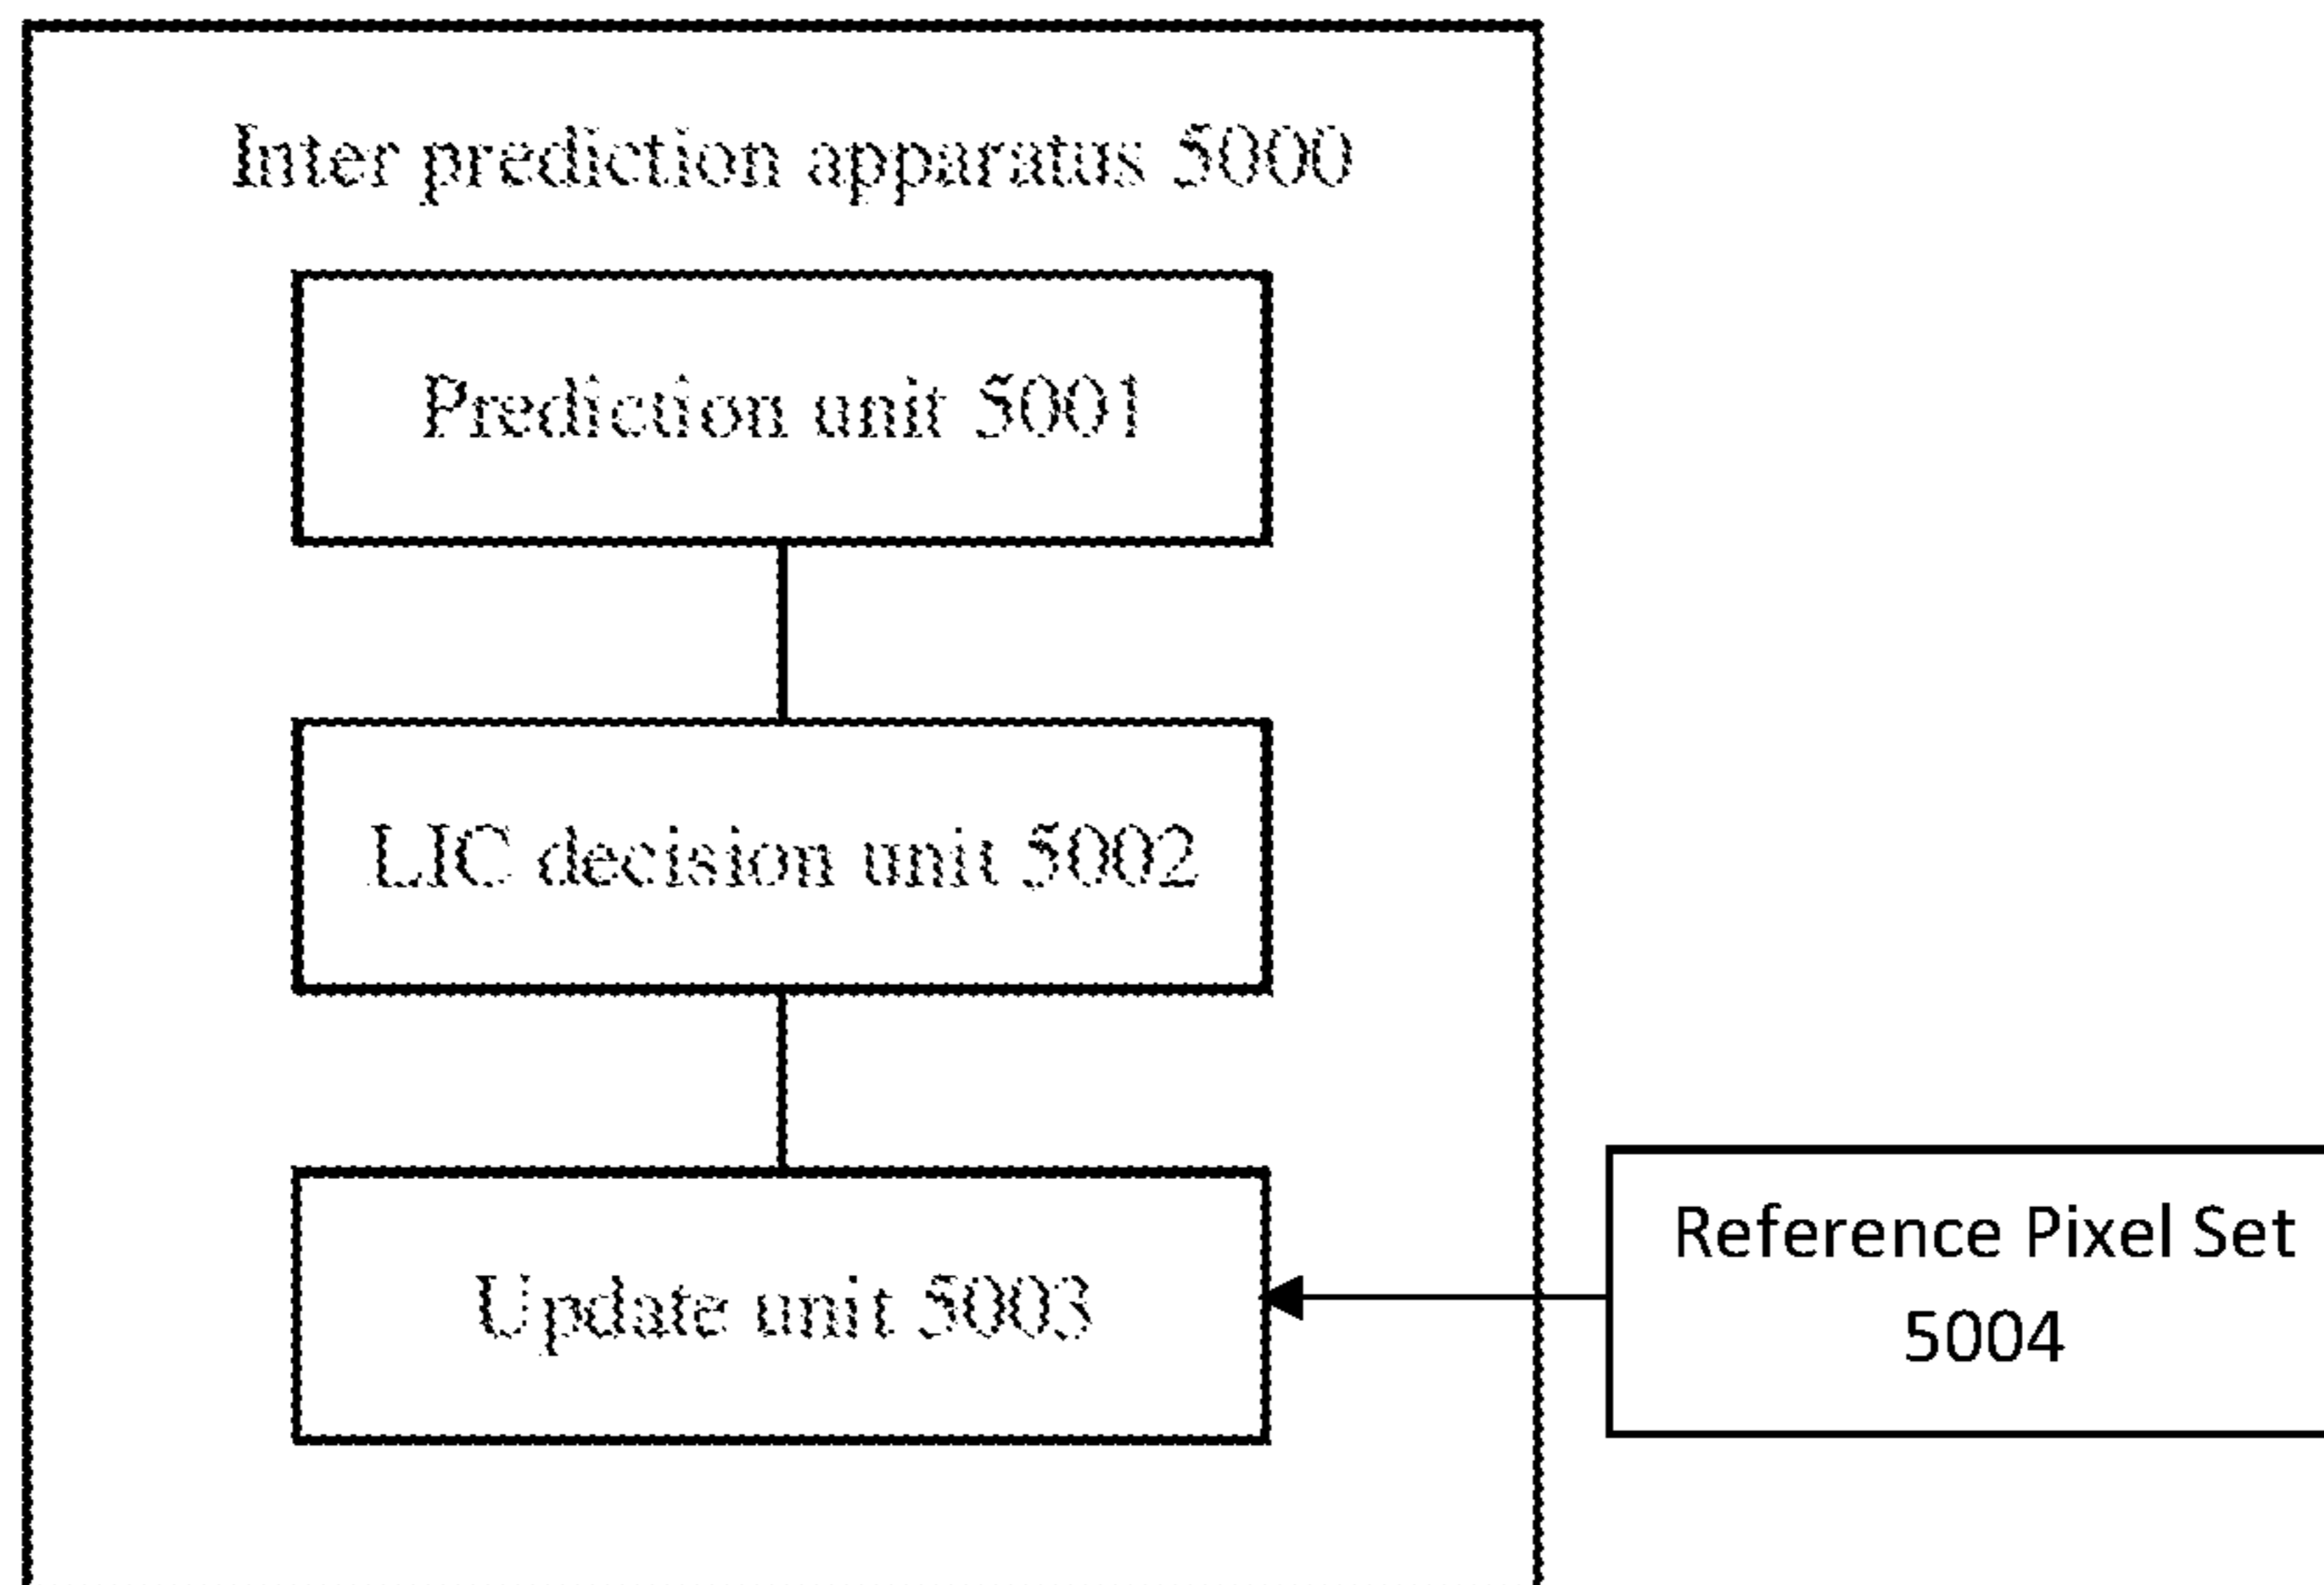 Inter prediction apparatus 5000
Prediction unit 5001
LIC decision unit 5002
Update unit 5003
Reference Pixel Set
5004